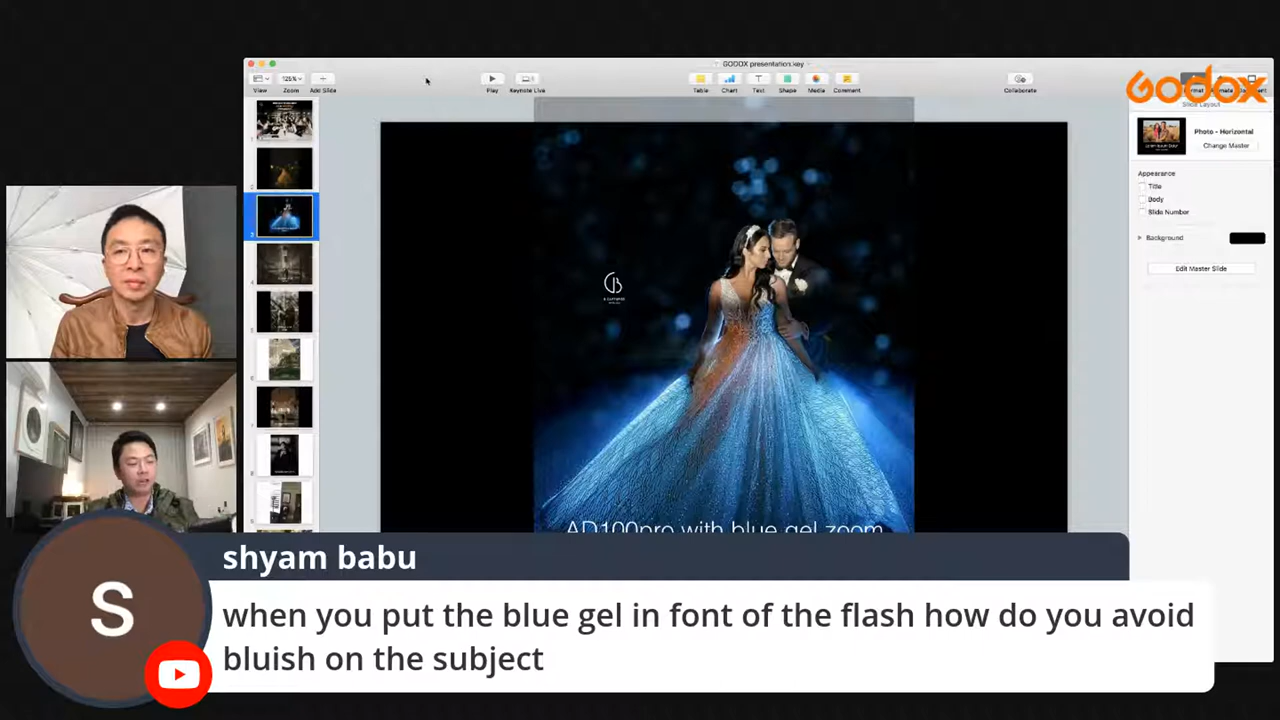 GODOX presentation.key
GODOX
125%
View
Zoom
Add Slide
Play
Keynote Live
Table
Chart
Text
Shape
Media
Comment
Collaborate
Slide Layout
Photo - Horizontal
Change Master
Appearance
Title
Body
Slide Number
Background
Edit Master Slide
AD100pro with blue gel zoom
S
shyam babu
when you put the blue gel in font of the flash how do you avoid
bluish on the subject